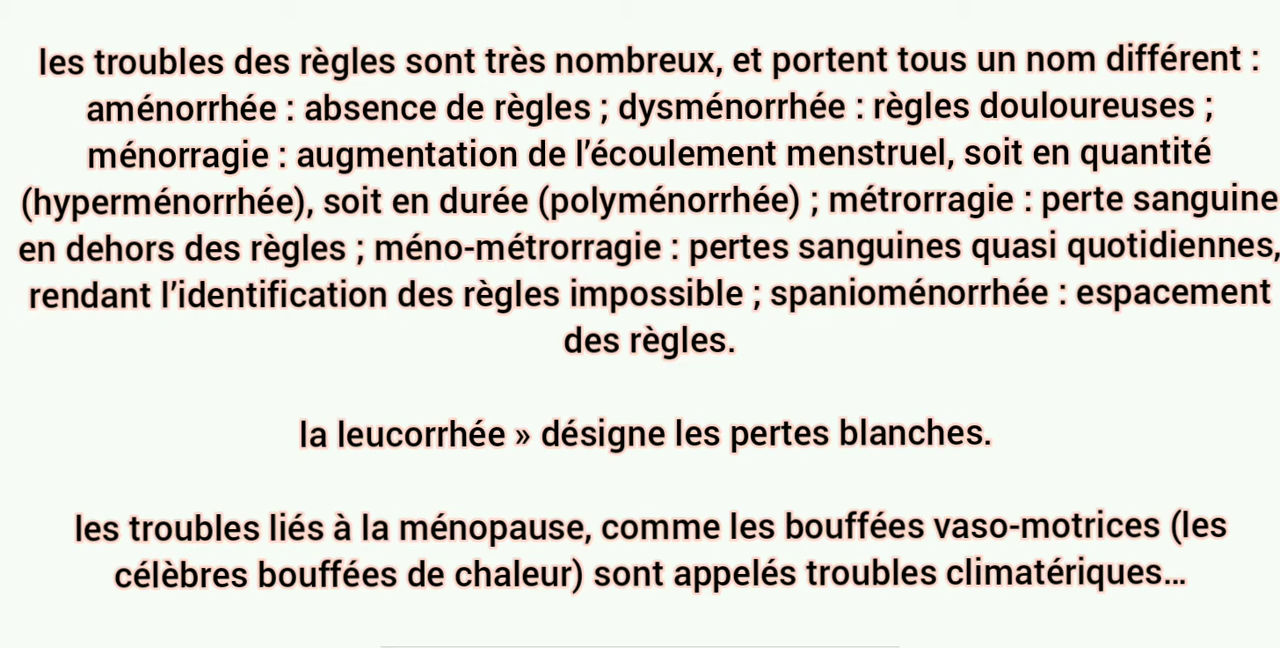 les troubles des règles sont très nombreux, et portent tous un nom différent :
aménorrhée : absence de règles ; dysménorrhée : règles douloureuses ;
ménorragie : augmentation de l’écoulement menstruel, soit en quantité
(hyperménorrhée), soit en durée (polyménorrhée) ; métrorragie : perte sanguine
en dehors des règles ; méno-métrorragie : pertes sanguines quasi quotidiennes,
rendant l’identification des règles impossible ; spanioménorrhée : espacement
des règles.
la leucorrhée » désigne les pertes blanches.
les troubles liés à la ménopause, comme les bouffées vaso-motrices (les
célèbres bouffées de chaleur) sont appelés troubles climatériques…